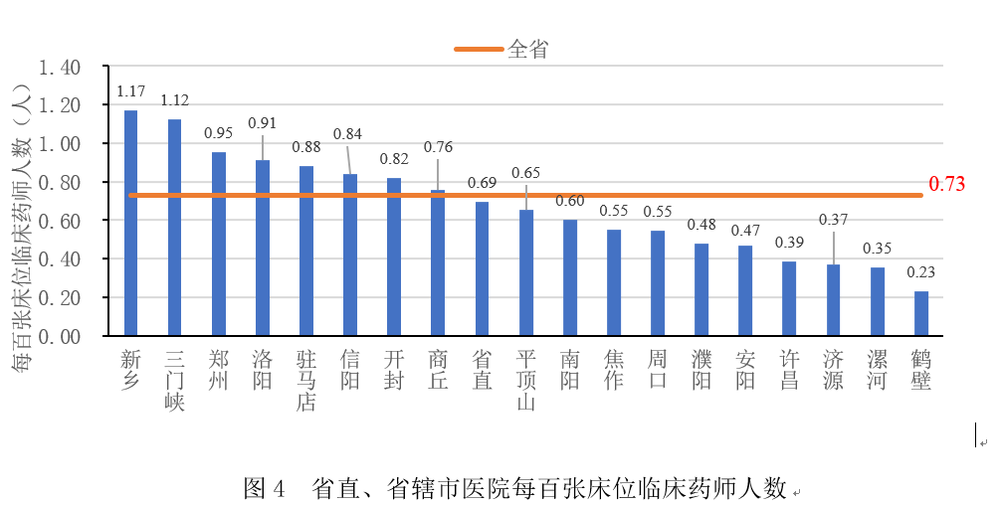 全省
每百张床位临床药师人数（人）
1.40
1.20
1.00
0.80
0.60
0.40
0.20
0.00
1.17
1.12
0.95
0.91
0.88
0.84
0.82
0.76
0.69
0.65
0.60
0.55
0.55
0.48
0.47
0.39
0.37
0.35
0.23
0.73
新乡
三门峡
郑州
洛阳
驻马店
信阳
开封
商丘
省直
平顶山
南阳
焦作
周口
濮阳
安阳
许昌
济源
漯河
鹤壁
图 4 省直、省辖市医院每百张床位临床药师人数